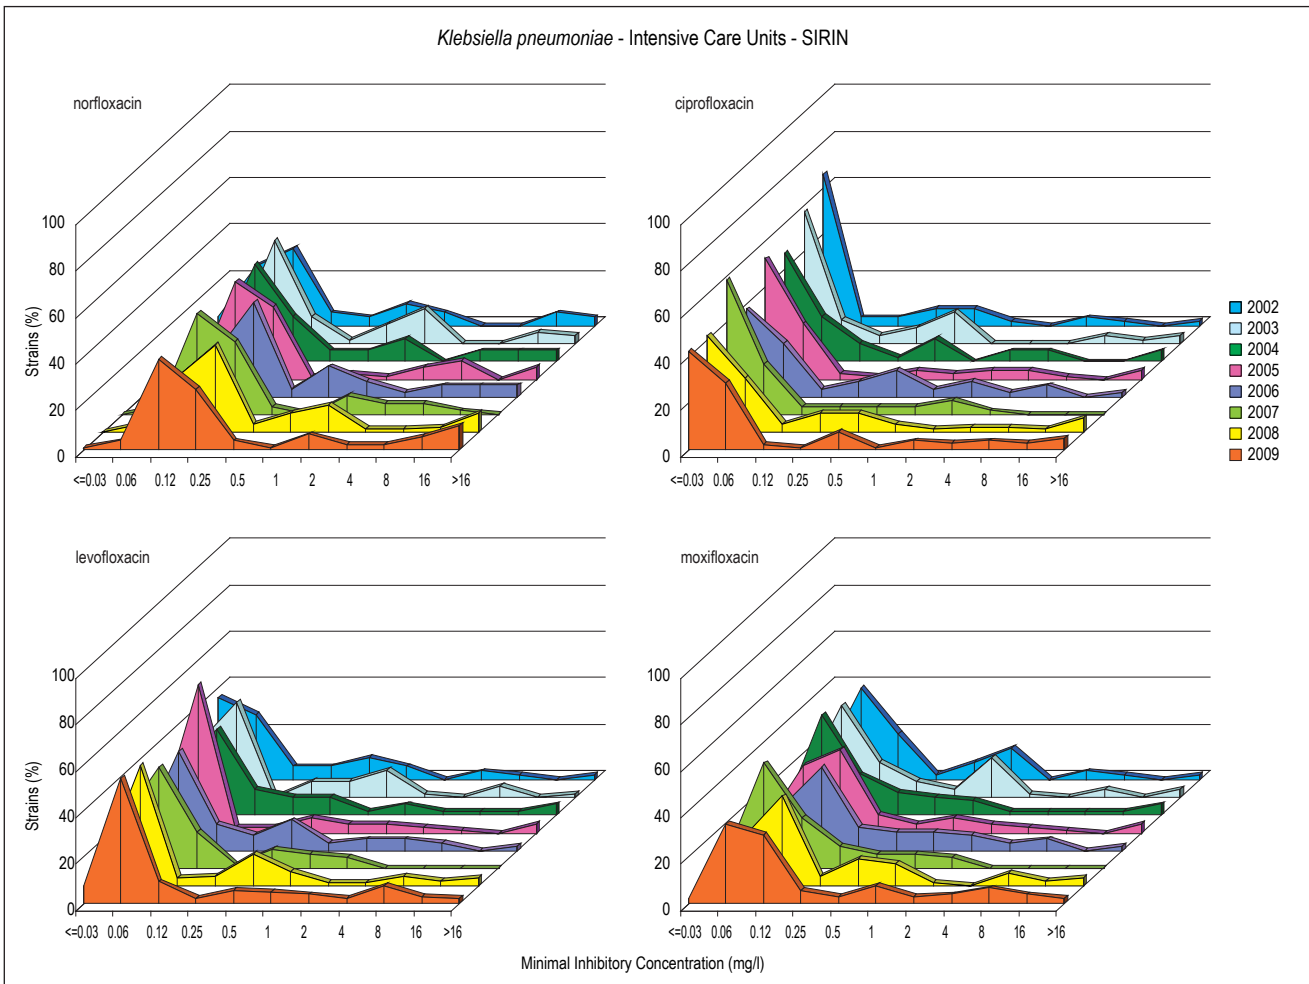 Klebsiella pneumoniae - Intensive Care Units - SIRIN
norfloxacin
ciprofloxacin
Strains (%)
100
80
60
40
20
0
<=0.03 0.06 0.12 0.25 0.5 1 2 4 8 16 >16
100
80
60
40
20
0
<=0.03 0.06 0.12 0.25 0.5 1 2 4 8 16 >16
2002
2003
2004
2005
2006
2007
2008
2009
levofloxacin
moxifloxacin
Strains (%)
100
80
60
40
20
0
<=0.03 0.06 0.12 0.25 0.5 1 2 4 8 16 >16
100
80
60
40
20
0
<=0.03 0.06 0.12 0.25 0.5 1 2 4 8 16 >16
Minimal Inhibitory Concentration (mg/l)